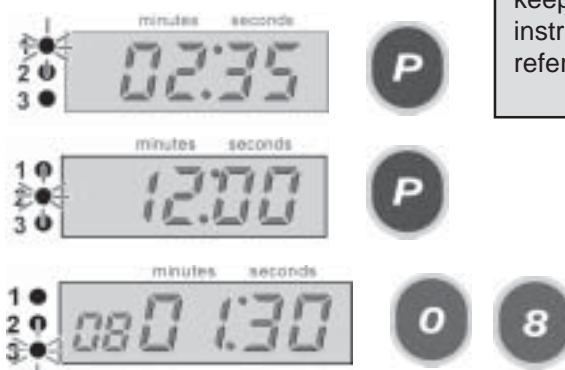 keep
instr
refer
minutes seconds
1
2
3
02:35
P
minutes seconds
1
2
3
12:00
P
minutes seconds
1
2
3
08 01:30
0 8